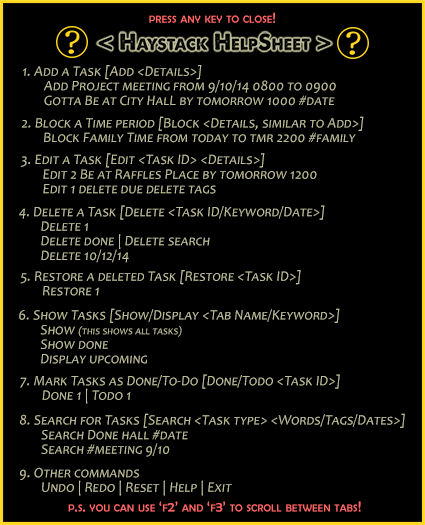 PRESS ANY KEY TO CLOSE!
? < Haystack HelpSheet > ?
1. Add a Task [Add <Details>]
Add Project meeting from 9/10/14 0800 to 0900
Gotta Be at City Hall by tomorrow 1000 #date
2. Block a Time period [Block <Details, similar to Add>]
Block Family Time from today to tmr 2200 #family
3. Edit a Task [Edit <Task ID> <Details>]
Edit 2 Be at Raffles Place by tomorrow 1200
Edit 1 delete due delete tags
4. Delete a Task [Delete <Task ID/Keyword/Date>]
Delete 1
Delete done | Delete search
Delete 10/12/14
5. Restore a deleted Task [Restore <Task ID>]
Restore 1
6. Show Tasks [Show/Display <Tab Name/Keyword>]
Show (this shows all tasks)
Show done
Display upcoming
7. Mark Tasks as Done/To-Do [Done/Todo <Task ID>]
Done 1 | Todo 1
8. Search for Tasks [Search <Task type> <Words/Tags/Dates>]
Search Done hall #date
Search #meeting 9/10
9. Other commands
Undo | Redo | Reset | Help | Exit
P.S. YOU CAN USE 'F2' AND 'F3' TO SCROLL BETWEEN TABS!